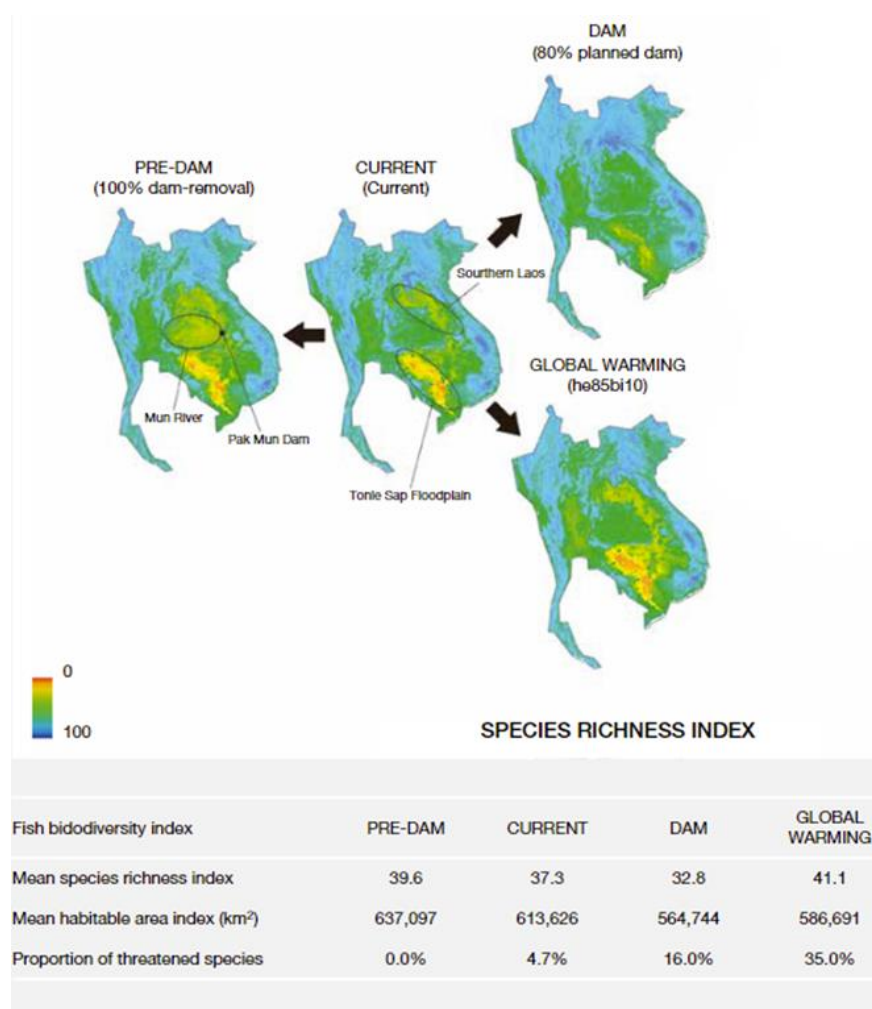 DAM
(80% planned dam)
PRE-DAM
(100% dam-removal)
CURRENT
(Current)
Sourthern Laos
GLOBAL WARMING
(he85bi10)
Mun River
Pak Mun Dam
Tonle Sap Floodplain
0
100
SPECIES RICHNESS INDEX
Fish bidodiversity index PRE-DAM CURRENT DAM GLOBAL WARMING
Mean species richness index 39.6 37.3 32.8 41.1
Mean habitable area index (km²) 637,097 613,626 564,744 586,691
Proportion of threatened species 0.0% 4.7% 16.0% 35.0%